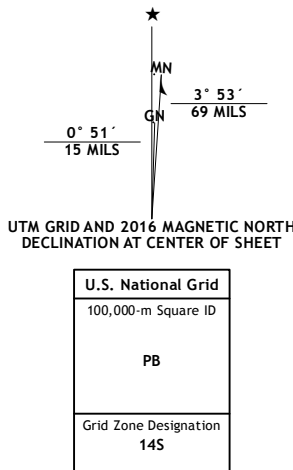 ★
MN
GN
3° 53´
69 MILS
0° 51´
15 MILS
UTM GRID AND 2016 MAGNETIC NORTH
DECLINATION AT CENTER OF SHEET
U.S. National Grid
100,000-m Square ID
PB
Grid Zone Designation
14S